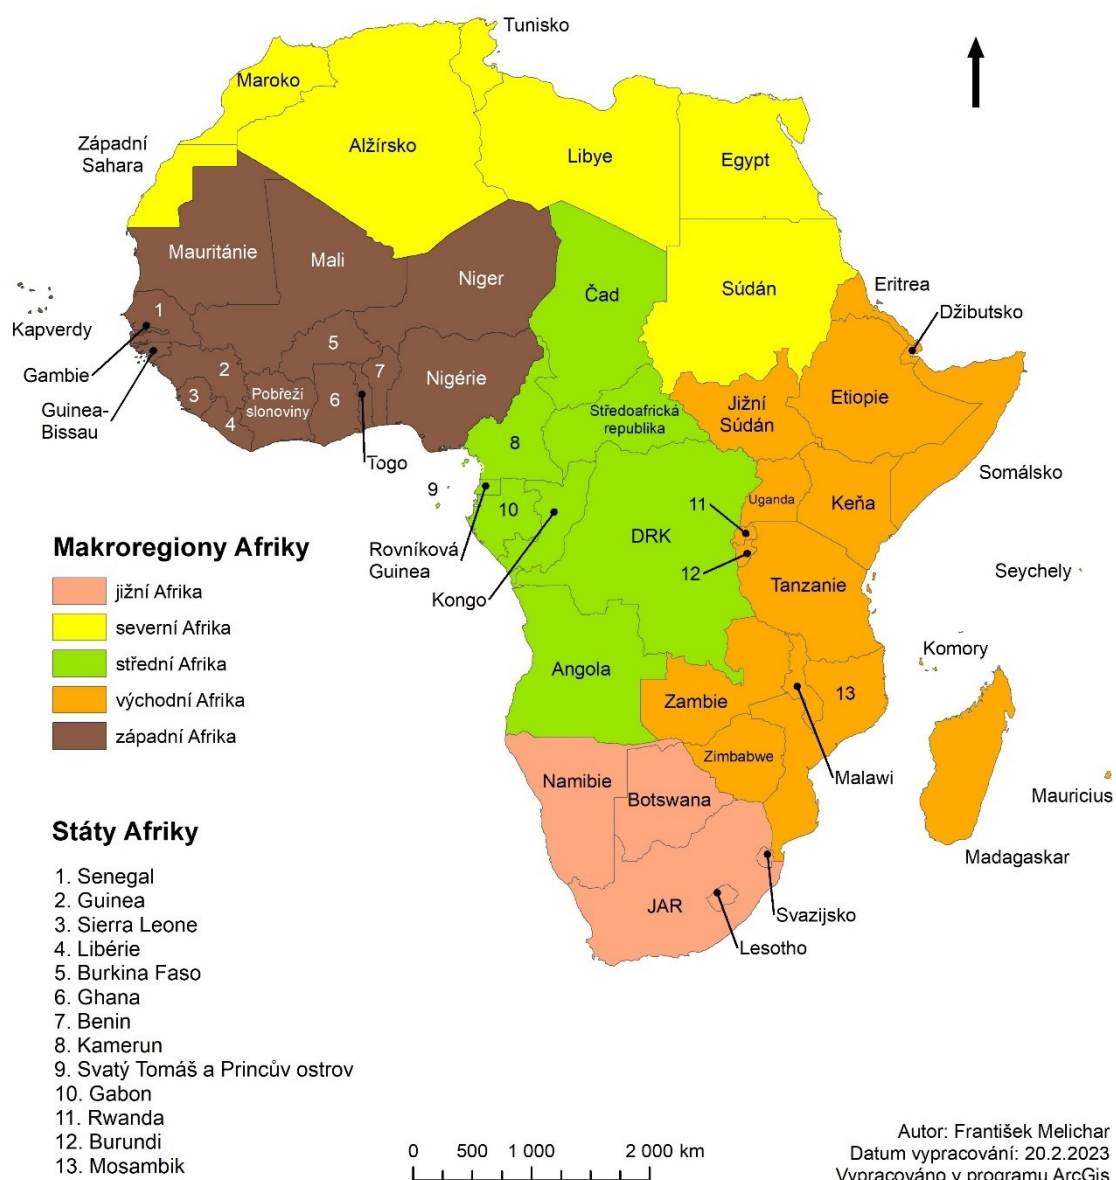 Tunisko
Maroko
Západní
Sahara
Alžírsko
Libye
Egypt
Mauritánie
Mali
Niger
Čad
Súdán
Eritrea
Džibutsko
Kapverdy
1
Gambie
Guinea-
Bissau
2
3
4
5
6
7
Pobřeží
slonoviny
Nigérie
Togo
Středoafrická
republika
Jižní
Súdán
Etiopie
Somálsko
8
9
10
11
12
Uganda
Keňa
DRK
Rovníková
Guinea
Kongo
Tanzanie
Seychely
Komory
Angola
Zambie
13
Malawi
Zimbabwe
Mauricius
Madagaskar
Namibie
Botswana
JAR
Svazijsko
Lesotho
Makroregiony Afriky
jižní Afrika
severní Afrika
střední Afrika
východní Afrika
západní Afrika
Státy Afriky
1. Senegal
2. Guinea
3. Sierra Leone
4. Libérie
5. Burkina Faso
6. Ghana
7. Benin
8. Kamerun
9. Svatý Tomáš a Princův ostrov
10. Gabon
11. Rwanda
12. Burundi
13. Mosambik
0 500 1 000 2 000 km
Autor: František Melichar
Datum vypracování: 20.2.2023
Vypracováno v programu ArcGis